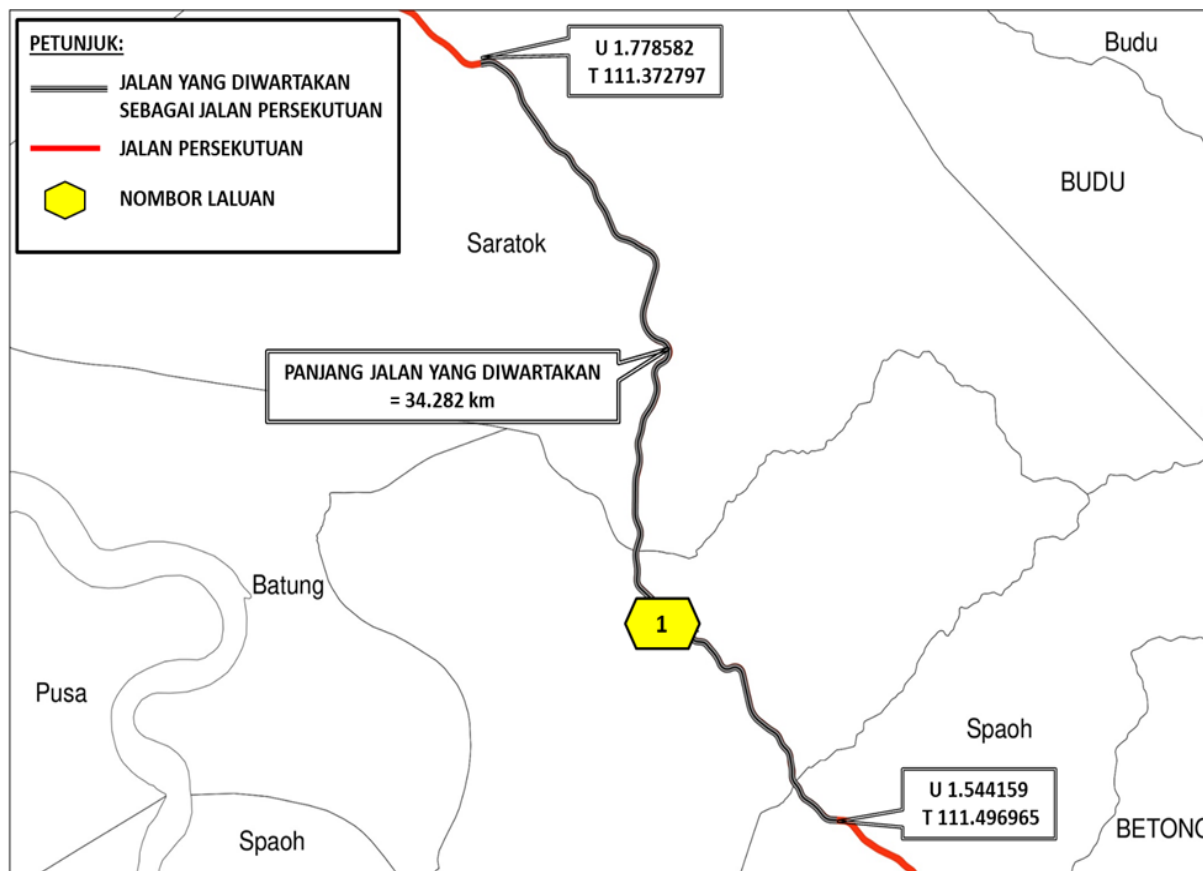 PETUNJUK:
JALAN YANG DIWARTAKAN
SEBAGAI JALAN PERSEKUTUAN
JALAN PERSEKUTUAN
NOMBOR LALUAN
U 1.778582
T 111.372797
Budu
BUDU
Saratok
PANJANG JALAN YANG DIWARTAKAN
= 34.282 km
Batung
1
Pusa
Spaoh
U 1.544159
T 111.496965
Spaoh
BETONG